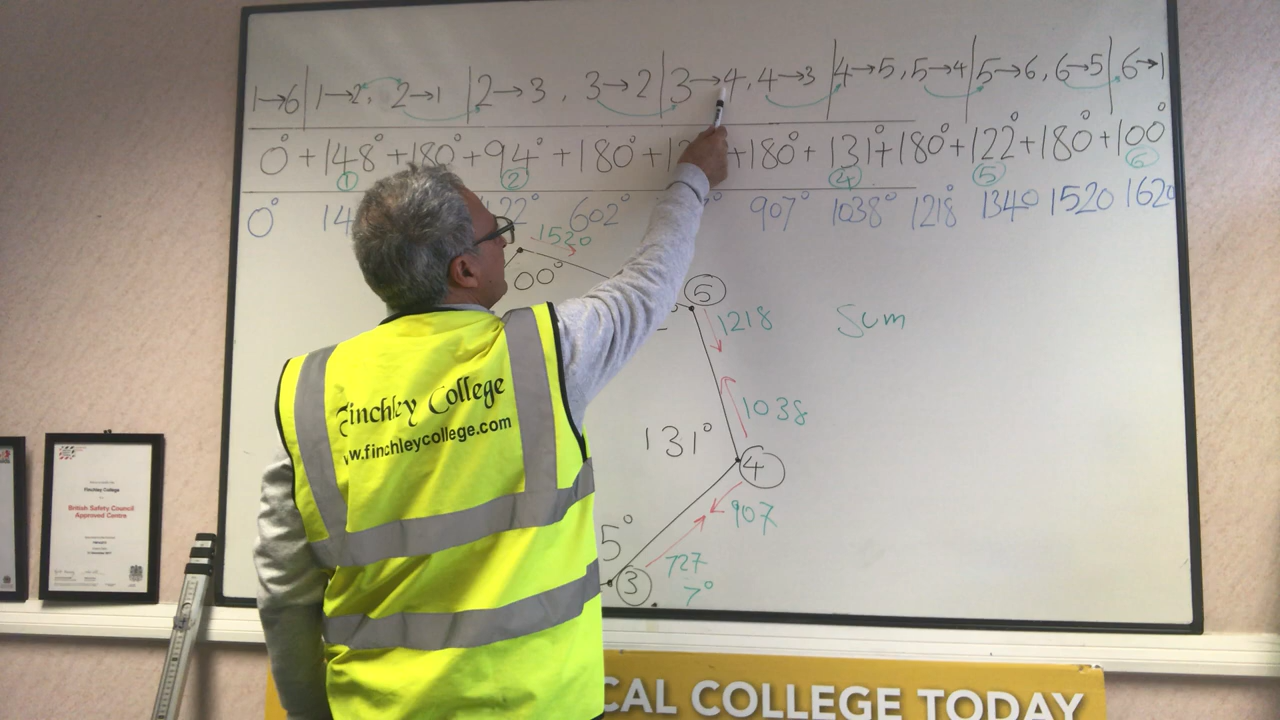 1→6 | 1→2, 2→1 | 2→3, 3→2 | 3→4, 4→3 | 4→5, 5→4 | 5→6, 6→5 | 6→1
0° + 148° + 180° + 94° + 180° + +180° + 131° + 180° + 122° + 180° + 100°
1 2 4 5 6
0° 602° 907° 1038° 1218° 1340 1520 1620
1520
5
1218
Sum
1038
131°
4
907
727
3
7°
Finchley College
www.finchleycollege.com
Finchley College
British Safety Council
Approved Centre
CAL COLLEGE TODAY